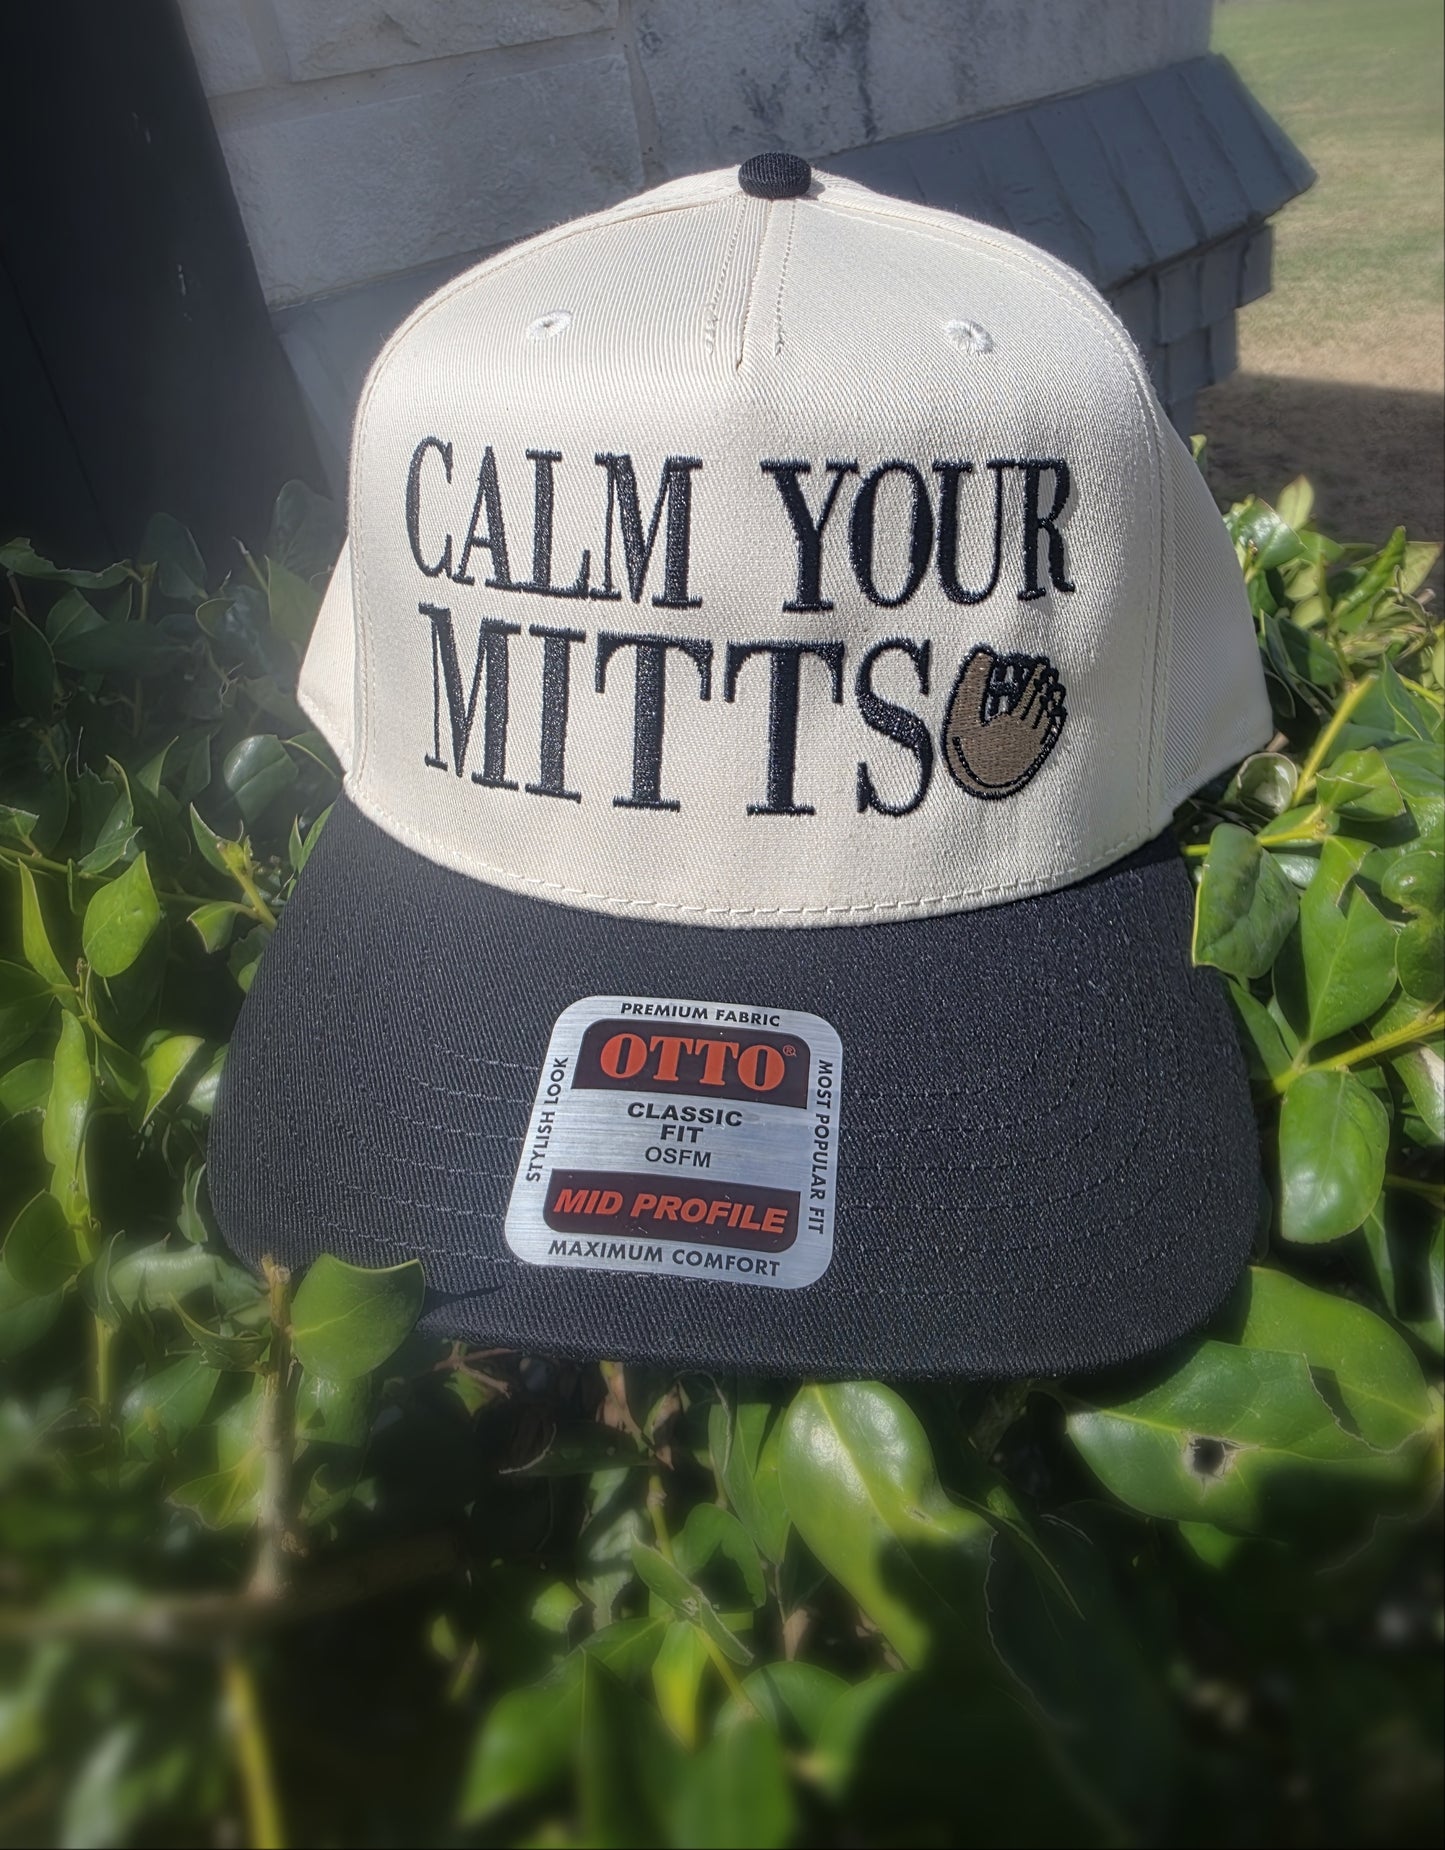 CALM YOUR
MITTS
PREMIUM FABRIC
OTTO®
STYLISH LOOK
CLASSIC
FIT
OSFM
MOST POPULAR FIT
MID PROFILE
MAXIMUM COMFORT